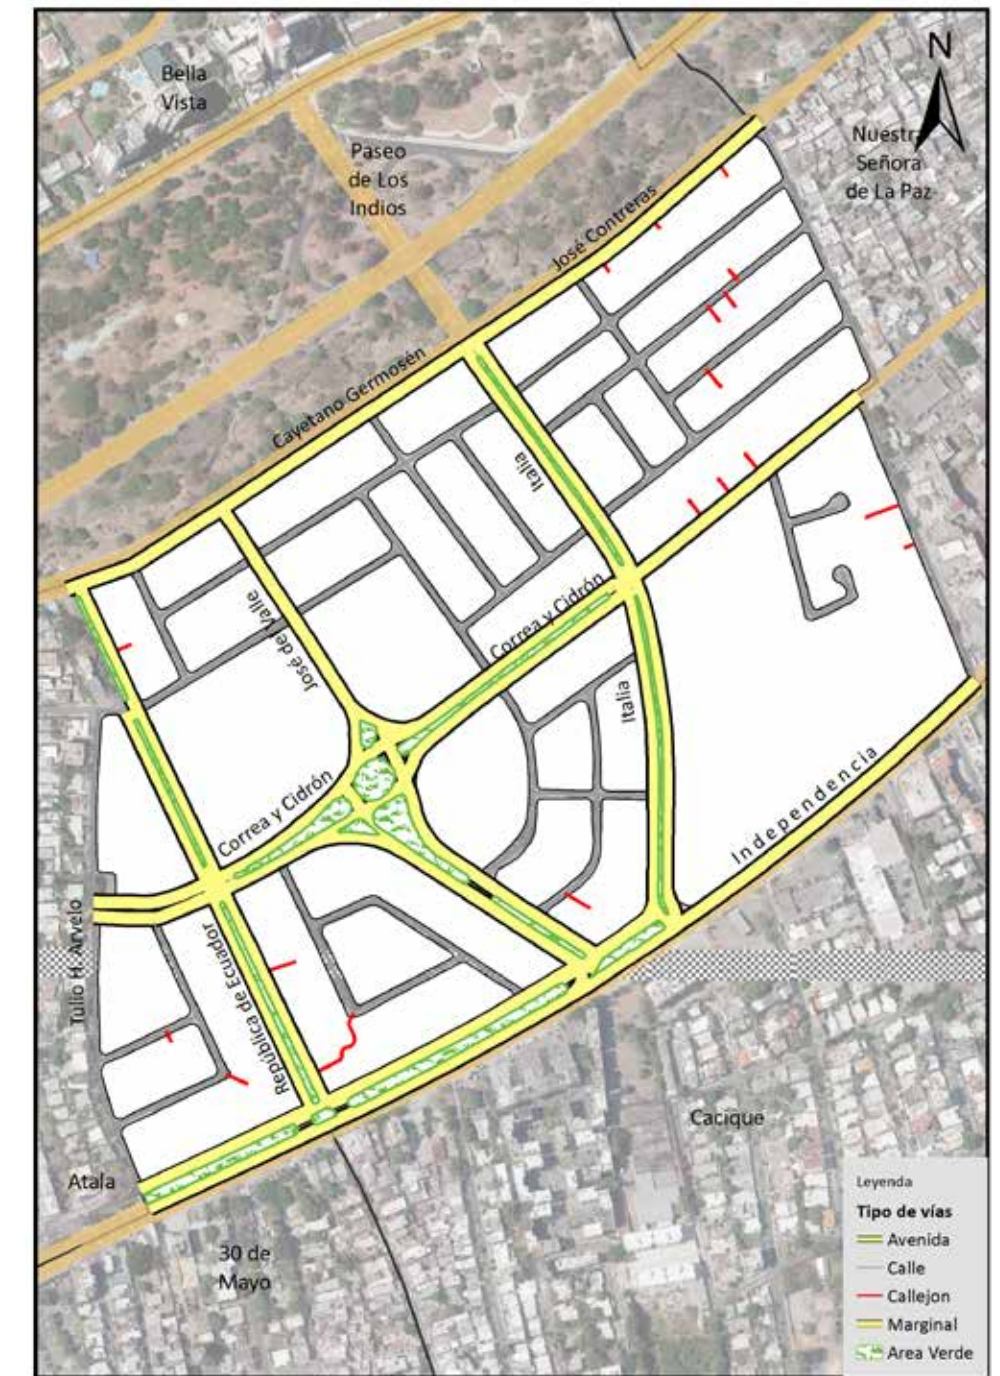 N
Bella
Vista
Paseo
de Los
Indios
Nuestra
Señora
de La Paz
José Contreras
Cayetano Germosén
Italia
José del Valle
Correa y Cidrón
Italia
Correa y Cidrón
Independencia
Tulio H. Arvelo
República de Ecuador
Cacique
Atala
30 de
Mayo
Leyenda
Tipo de vías
Avenida
Calle
Callejon
Marginal
Area Verde